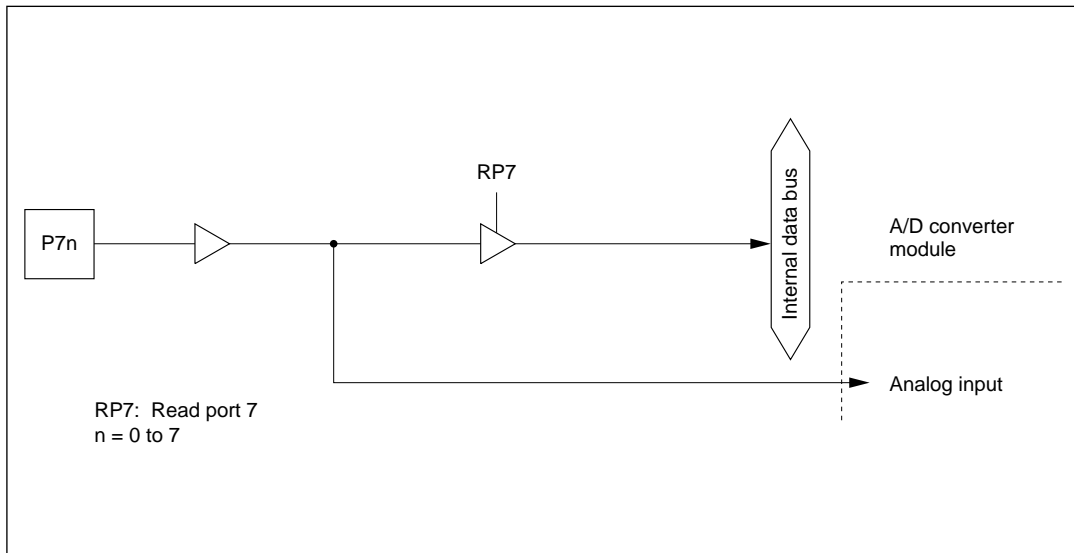 RP7
P7n
Internal data bus
A/D converter
module
Analog input
RP7: Read port 7
n = 0 to 7